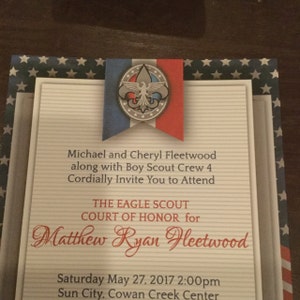 Michael and Cheryl Fleetwood
along with Boy Scout Crew 4
Cordially Invite You to Attend
THE EAGLE SCOUT
COURT OF HONOR for
Matthew Ryan Fleetwood
Saturday May 27, 2017 2:00pm
Sun City, Cowan Creek Center